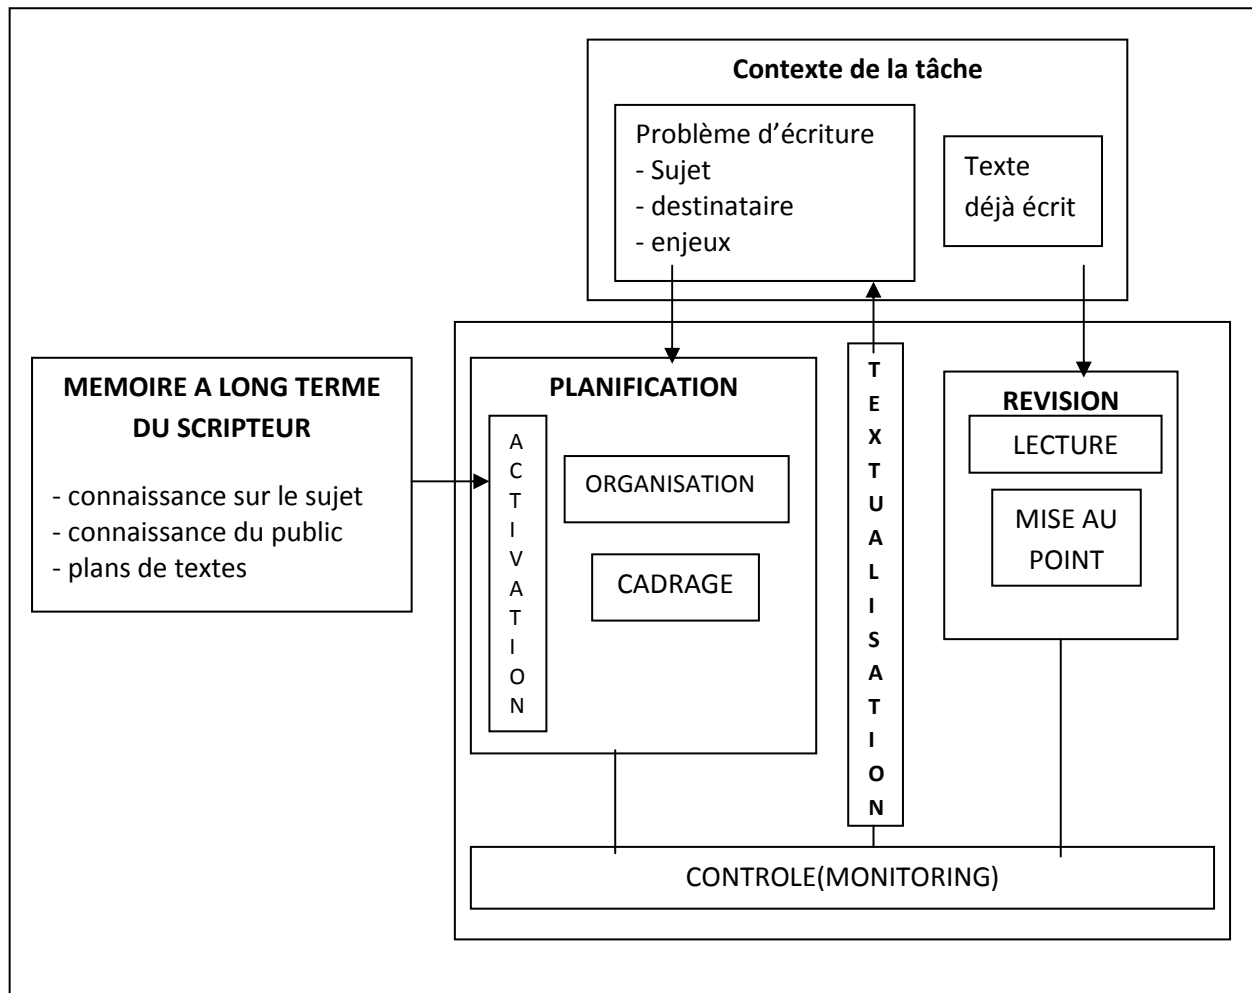 Contexte de la tâche
Problème d'écriture
- Sujet
- destinataire
- enjeux
Texte
déjà écrit
MEMOIRE A LONG TERME
DU SCRIPTEUR
- connaissance sur le sujet
- connaissance du public
- plans de textes
PLANIFICATION
ACTIVATION
ORGANISATION
CADRAGE
TEXTUALISATION
REVISION
LECTURE
MISE AU
POINT
CONTROLE(MONITORING)